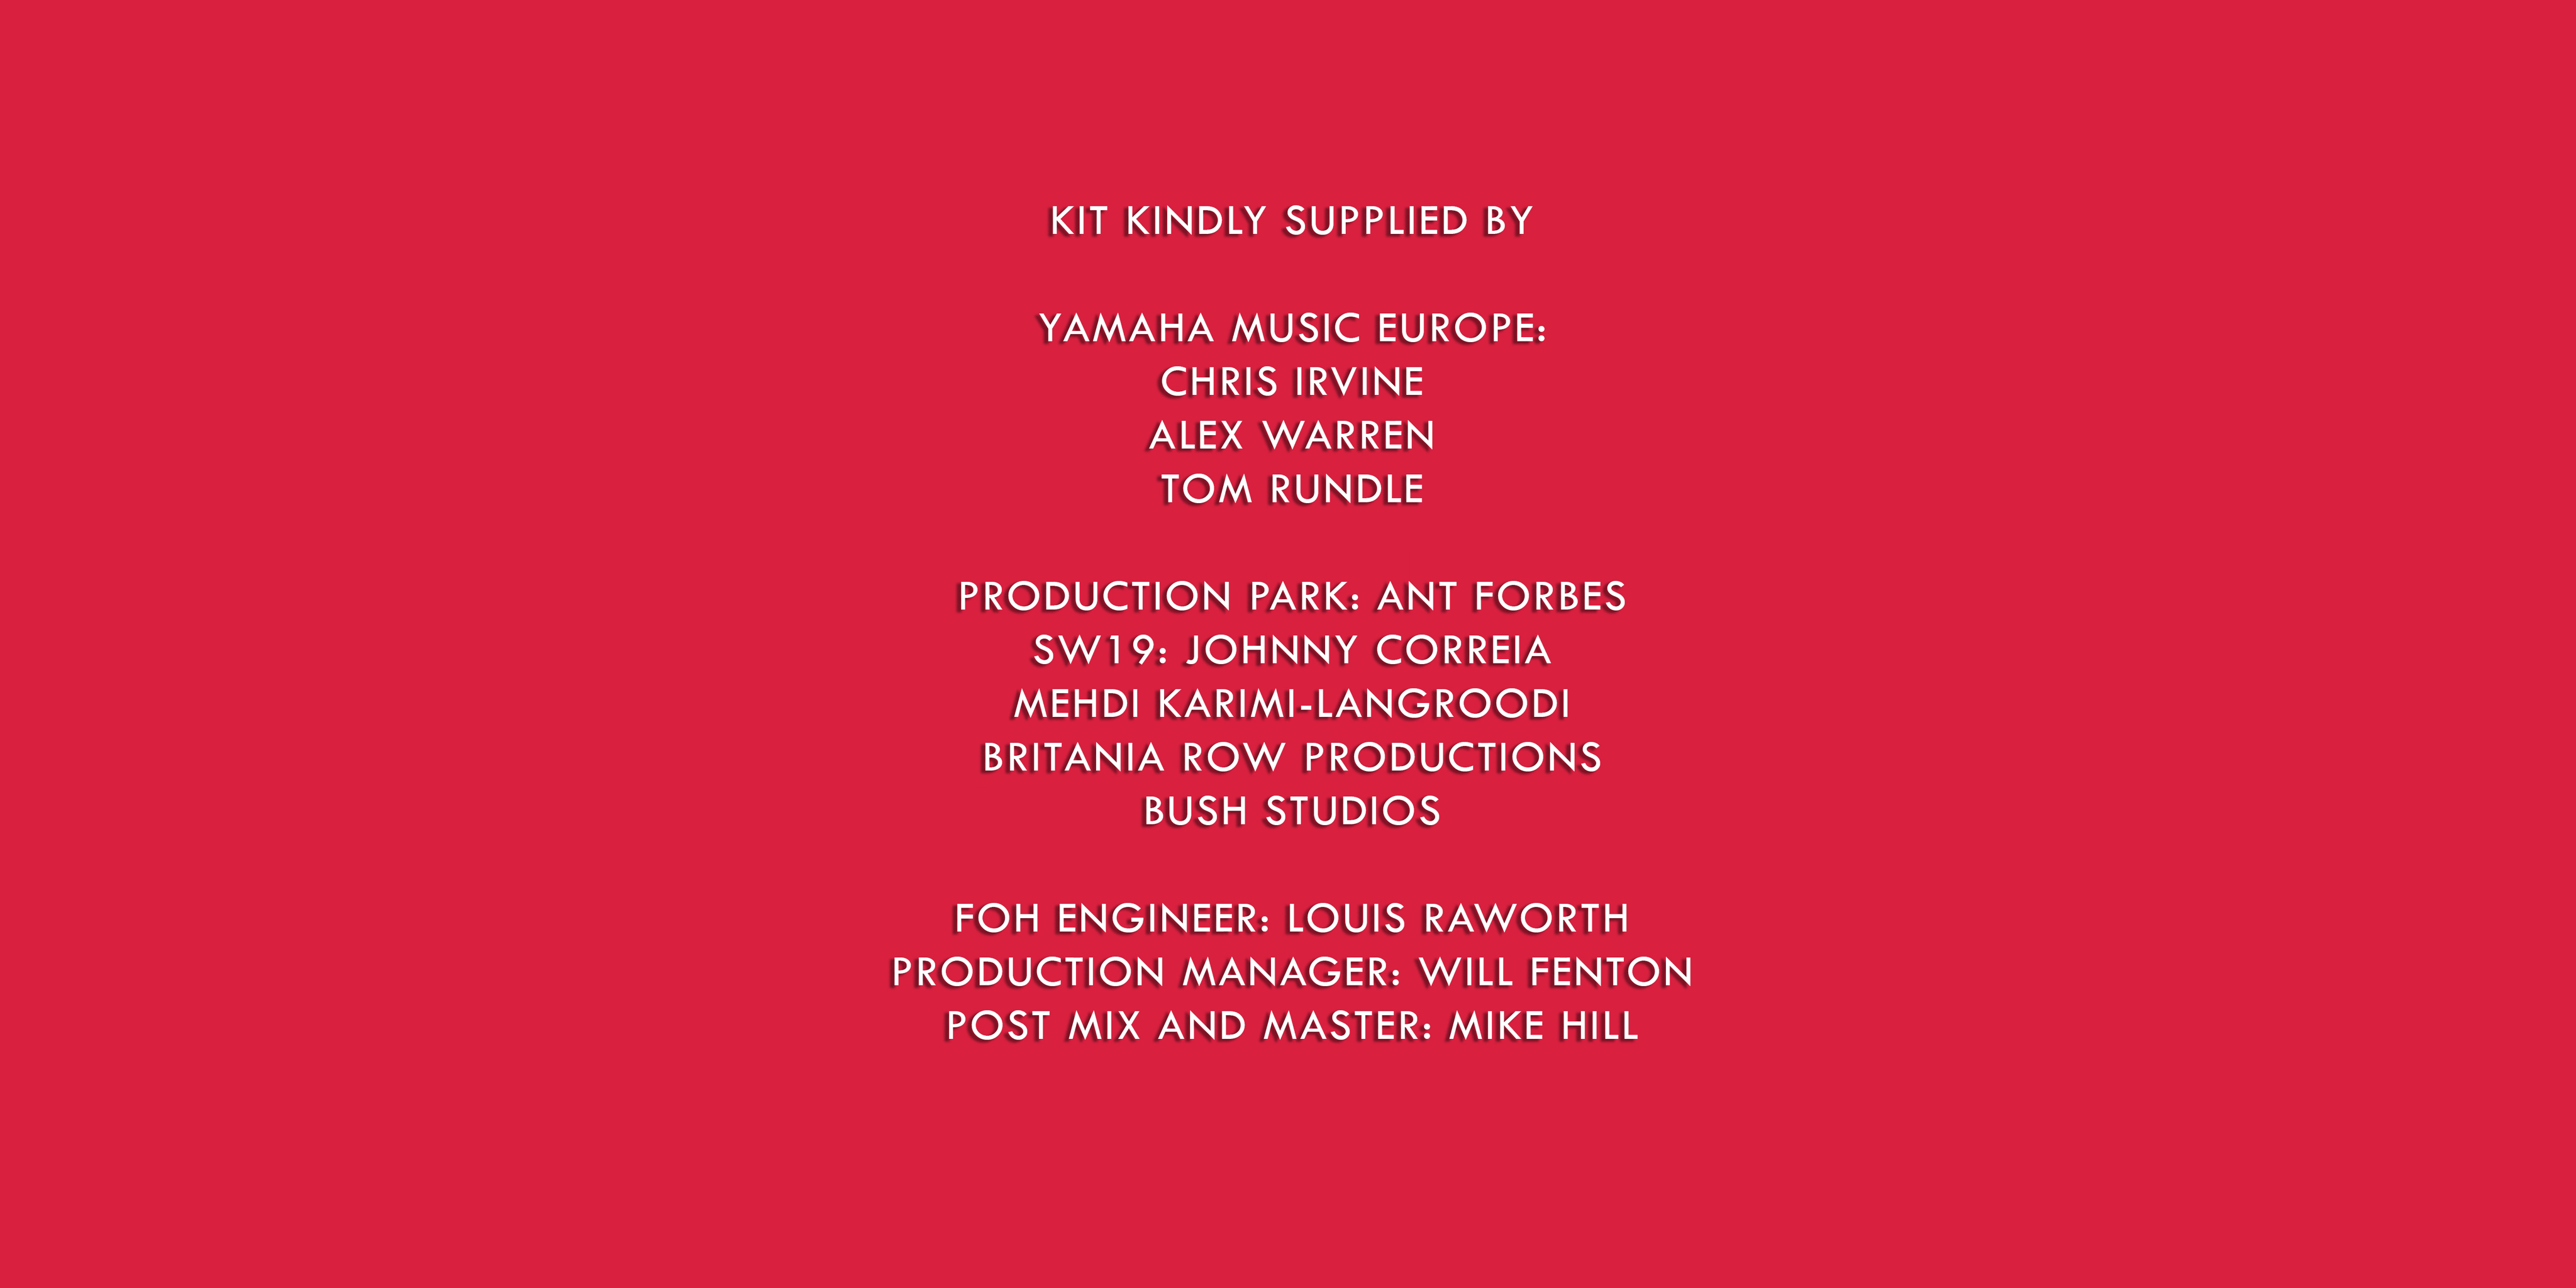 KIT KINDLY SUPPLIED BY
YAMAHA MUSIC EUROPE:
CHRIS IRVINE
ALEX WARREN
TOM RUNDLE
PRODUCTION PARK: ANT FORBES
SW19: JOHNNY CORREIA
MEHDI KARIMI-LANGROODI
BRITANIA ROW PRODUCTIONS
BUSH STUDIOS
FOH ENGINEER: LOUIS RAWORTH
PRODUCTION MANAGER: WILL FENTON
POST MIX AND MASTER: MIKE HILL